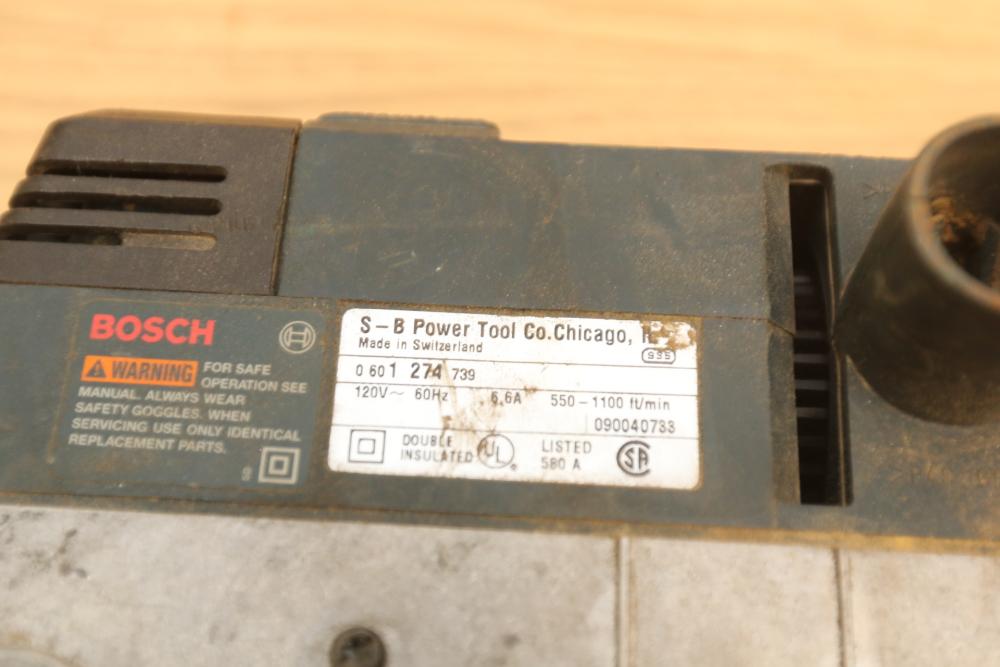 BOSCH
WARNING FOR SAFE
OPERATION SEE
MANUAL. ALWAYS WEAR
SAFETY GOGGLES. WHEN
SERVICING USE ONLY IDENTICAL
REPLACEMENT PARTS.
S-B Power Tool Co. Chicago,
Made in Switzerland
935
0 601 274 739
120V~ 60Hz 6,6A 550-1100 ft/min
090040733
DOUBLE
INSULATED
UL
LISTED
580 A
SA